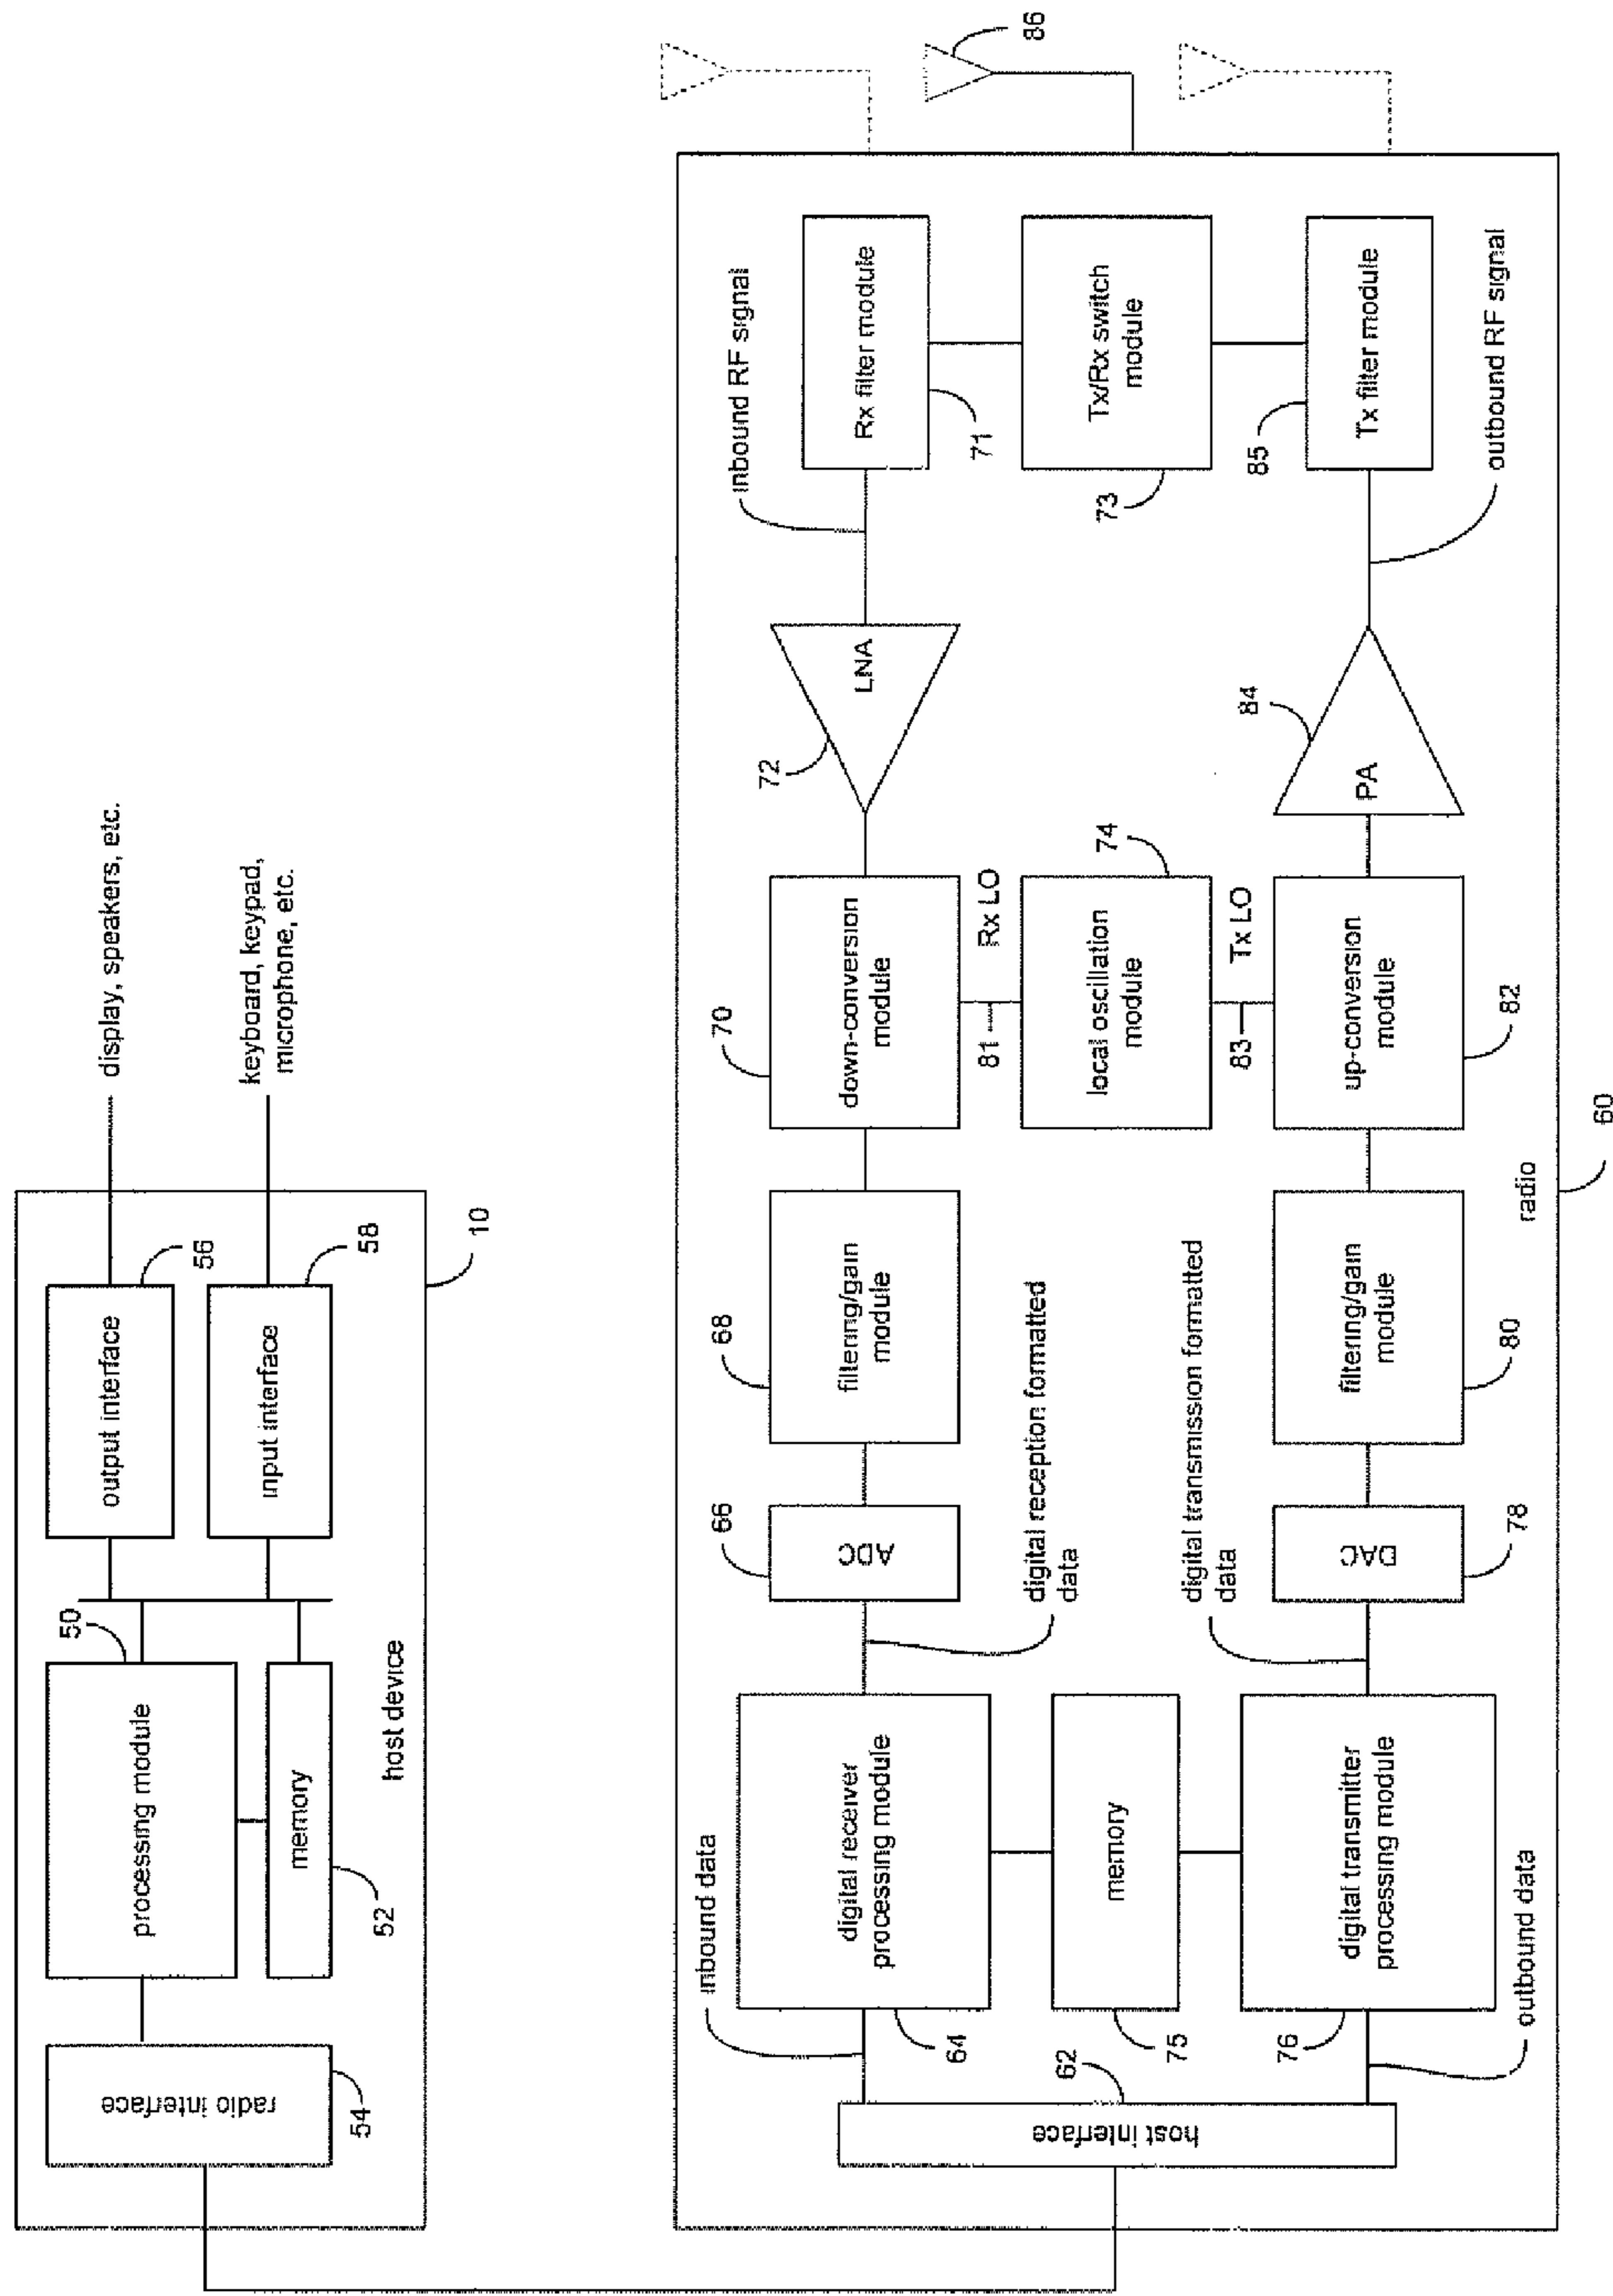 display, speakers, etc.
keyboard, keypad,
microphone, etc.
output interface
56
input interface
58
10
50
processing module
memory
52
host device
radio interface
54
86
inbound RF signal
Rx filter module
71
Tx/Rx switch
module
73
Tx filter module
85
outbound RF signal
LNA
72
PA
84
down-conversion
module
70
Rx LO
81
local oscillation
module
74
Tx LO
83
up-conversion
module
82
filtering/gain
module
68
filtering/gain
module
80
radio
60
ADC
66
digital reception formatted
data
digital transmission formatted
data
DAC
78
inbound data
digital receiver
processing module
64
memory
75
digital transmitter
processing module
76
outbound data
host interface
62